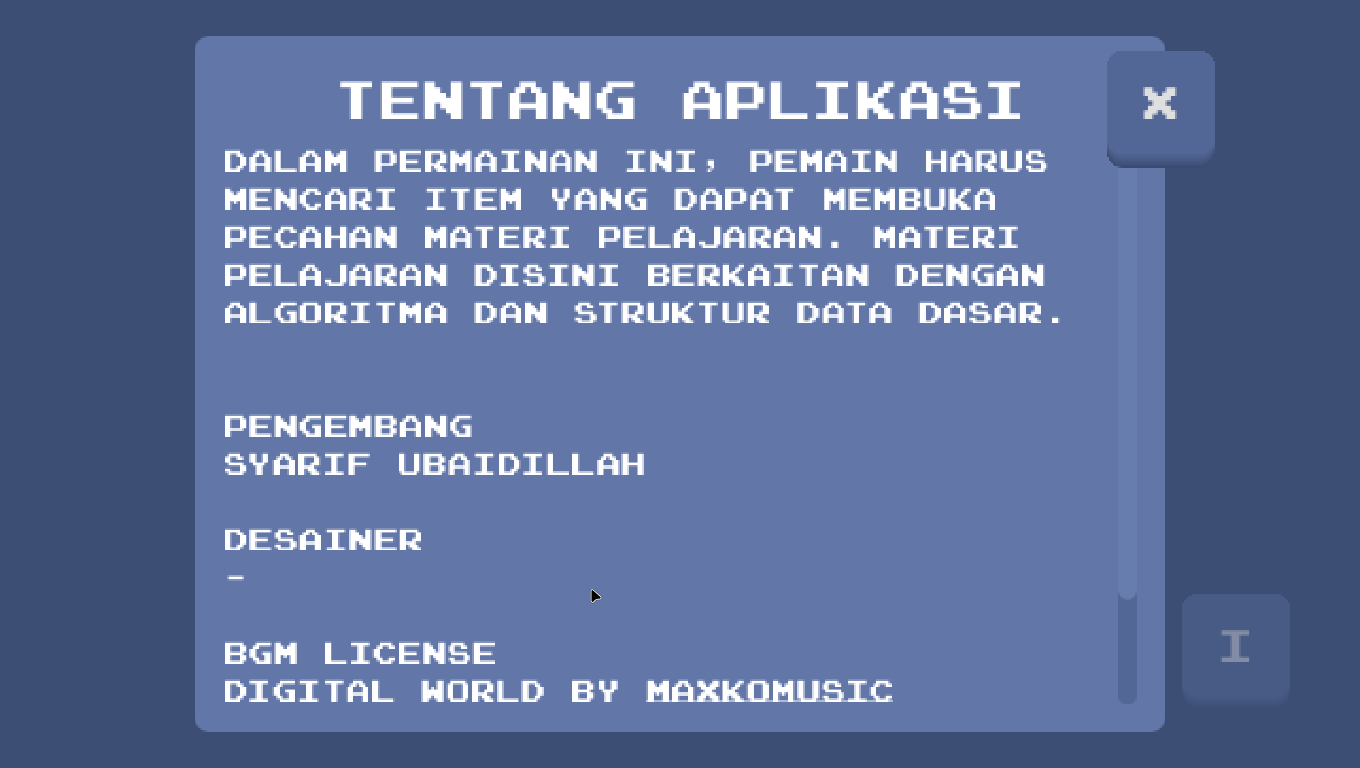 TENTANG APLIKASI
X
DALAM PERMAINAN INI, PEMAIN HARUS
MENCARI ITEM YANG DAPAT MEMBUKA
PECAHAN MATERI PELAJARAN. MATERI
PELAJARAN DISINI BERKAITAN DENGAN
ALGORITMA DAN STRUKTUR DATA DASAR.
PENGEMBANG
SYARIF UBAIDILLAH
DESAINER
-
BGM LICENSE
DIGITAL WORLD BY MAXKOMUSIC
I